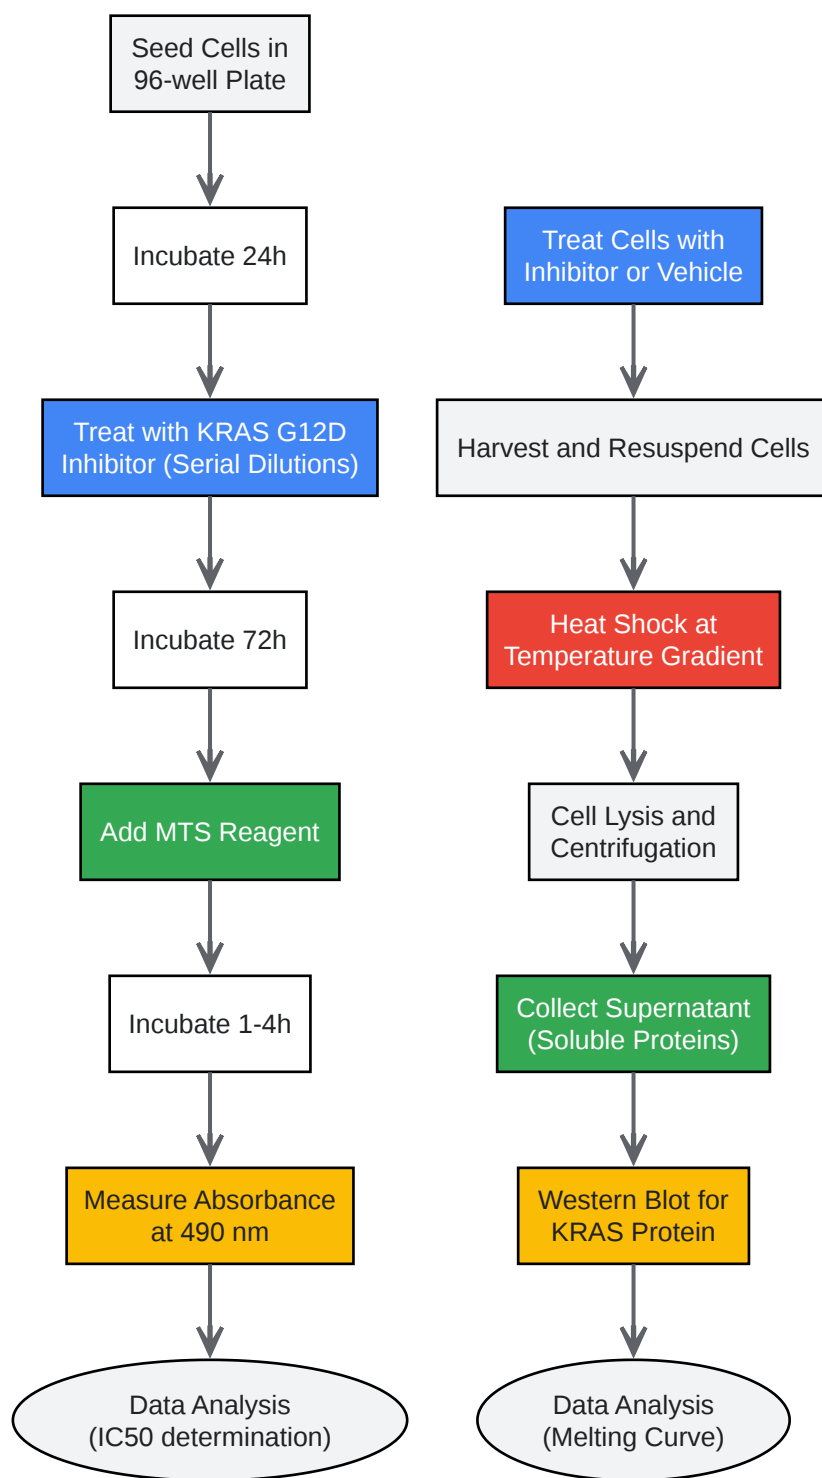 Seed Cells in
96-well Plate
Incubate 24h
Treat with KRAS G12D
Inhibitor (Serial Dilutions)
Incubate 72h
Add MTS Reagent
Incubate 1-4h
Measure Absorbance
at 490 nm
Data Analysis
(IC50 determination)
Treat Cells with
Inhibitor or Vehicle
Harvest and Resuspend Cells
Heat Shock at
Temperature Gradient
Cell Lysis and
Centrifugation
Collect Supernatant
(Soluble Proteins)
Western Blot for
KRAS Protein
Data Analysis
(Melting Curve)